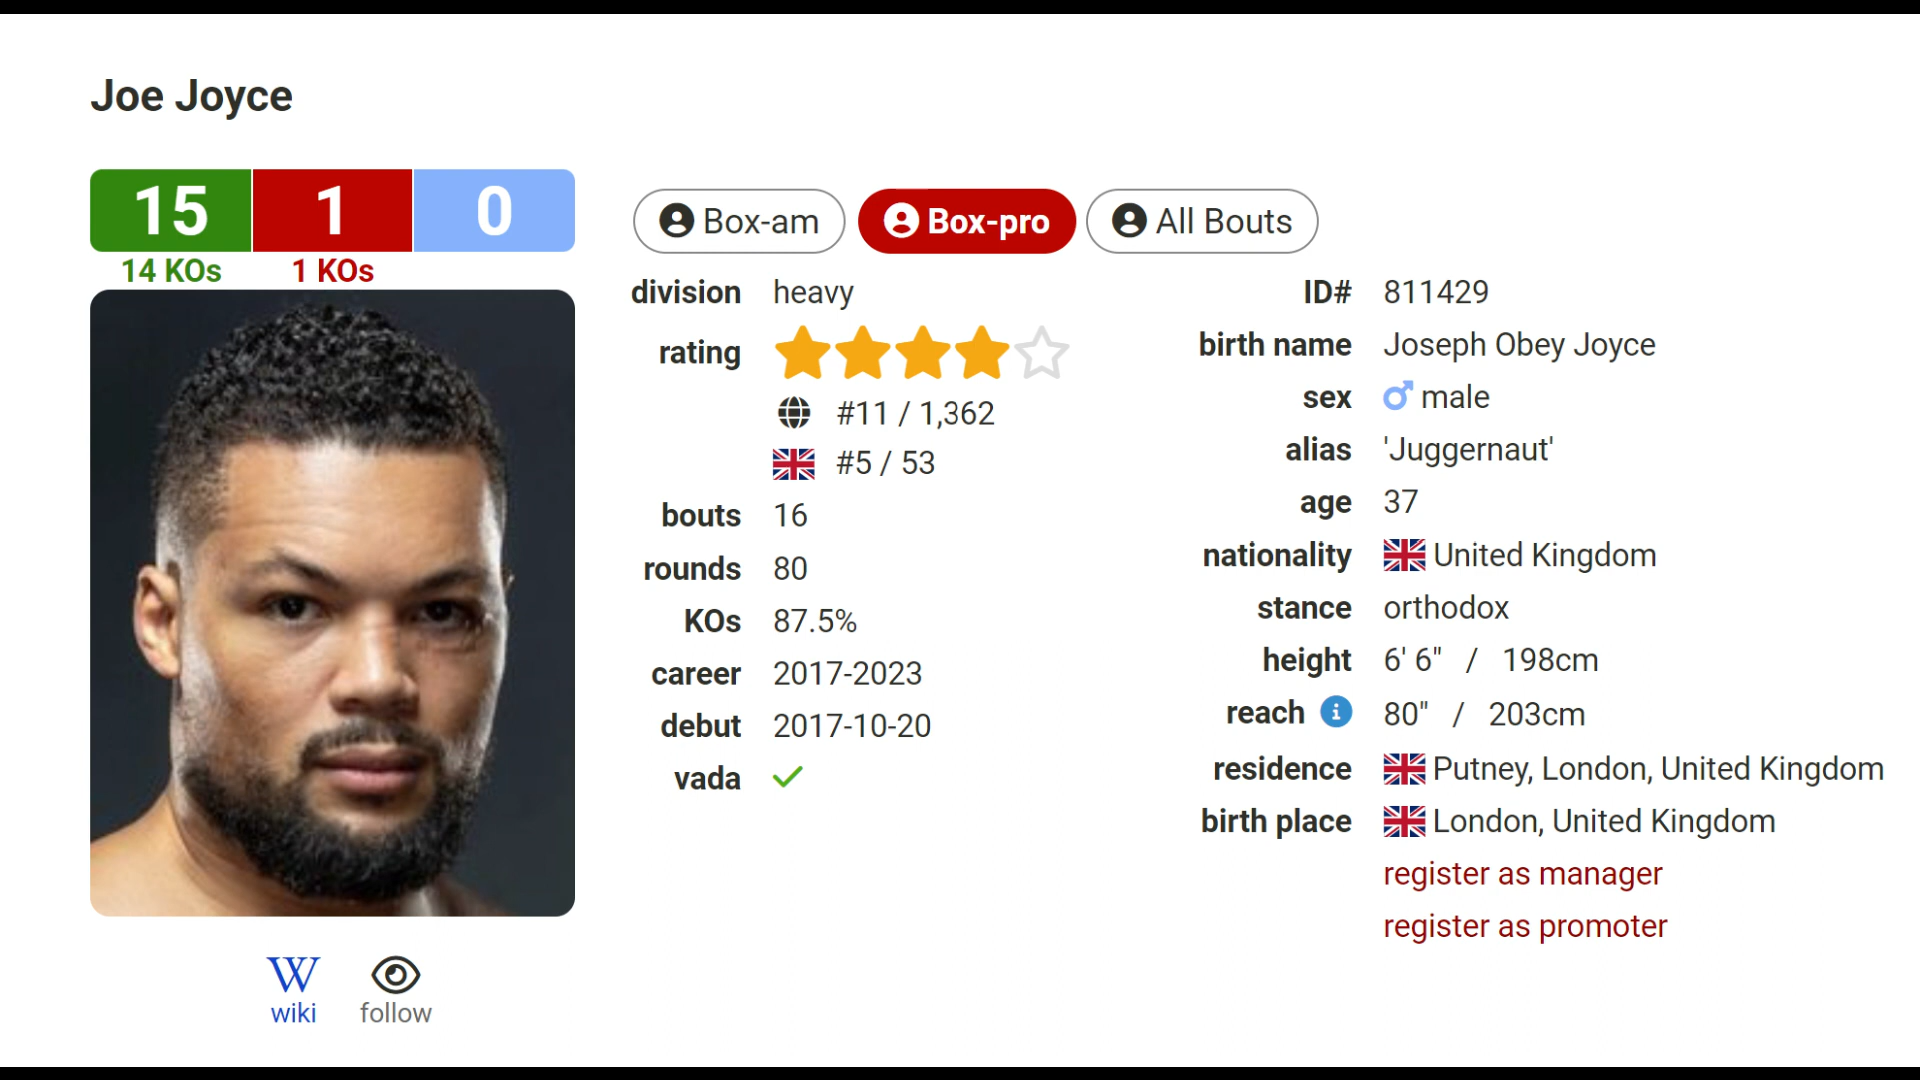 Joe Joyce
15 1 0
14 KOs 1 KOs
Box-am Box-pro All Bouts
division heavy
rating
#11 / 1,362
#5 / 53
bouts 16
rounds 80
KOs 87.5%
career 2017-2023
debut 2017-10-20
vada
ID# 811429
birth name Joseph Obey Joyce
sex male
alias 'Juggernaut'
age 37
nationality United Kingdom
stance orthodox
height 6' 6" / 198cm
reach 80" / 203cm
residence Putney, London, United Kingdom
birth place London, United Kingdom
register as manager
register as promoter
W
wiki follow